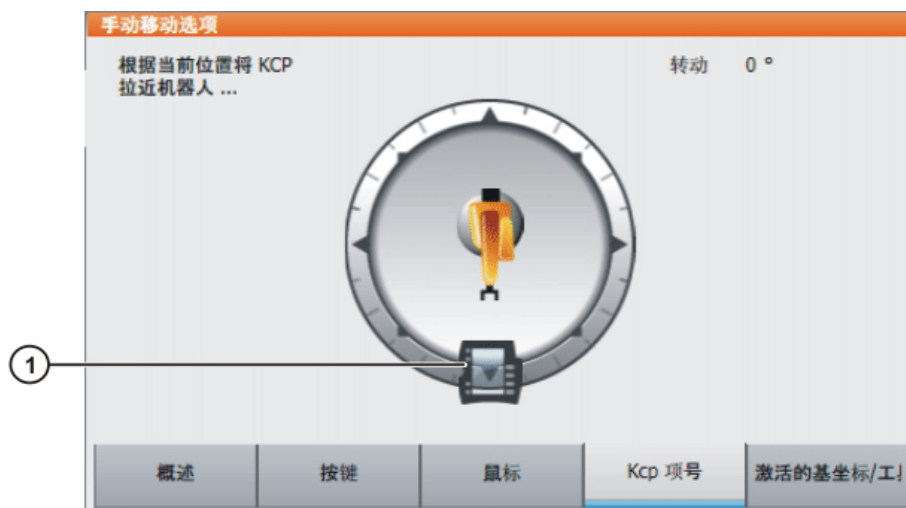 手动移动选项
根据当前位置将 KCP
拉近机器人 ...
转动 0 °
1
概述
按键
鼠标
Kcp 项号
激活的基坐标/工